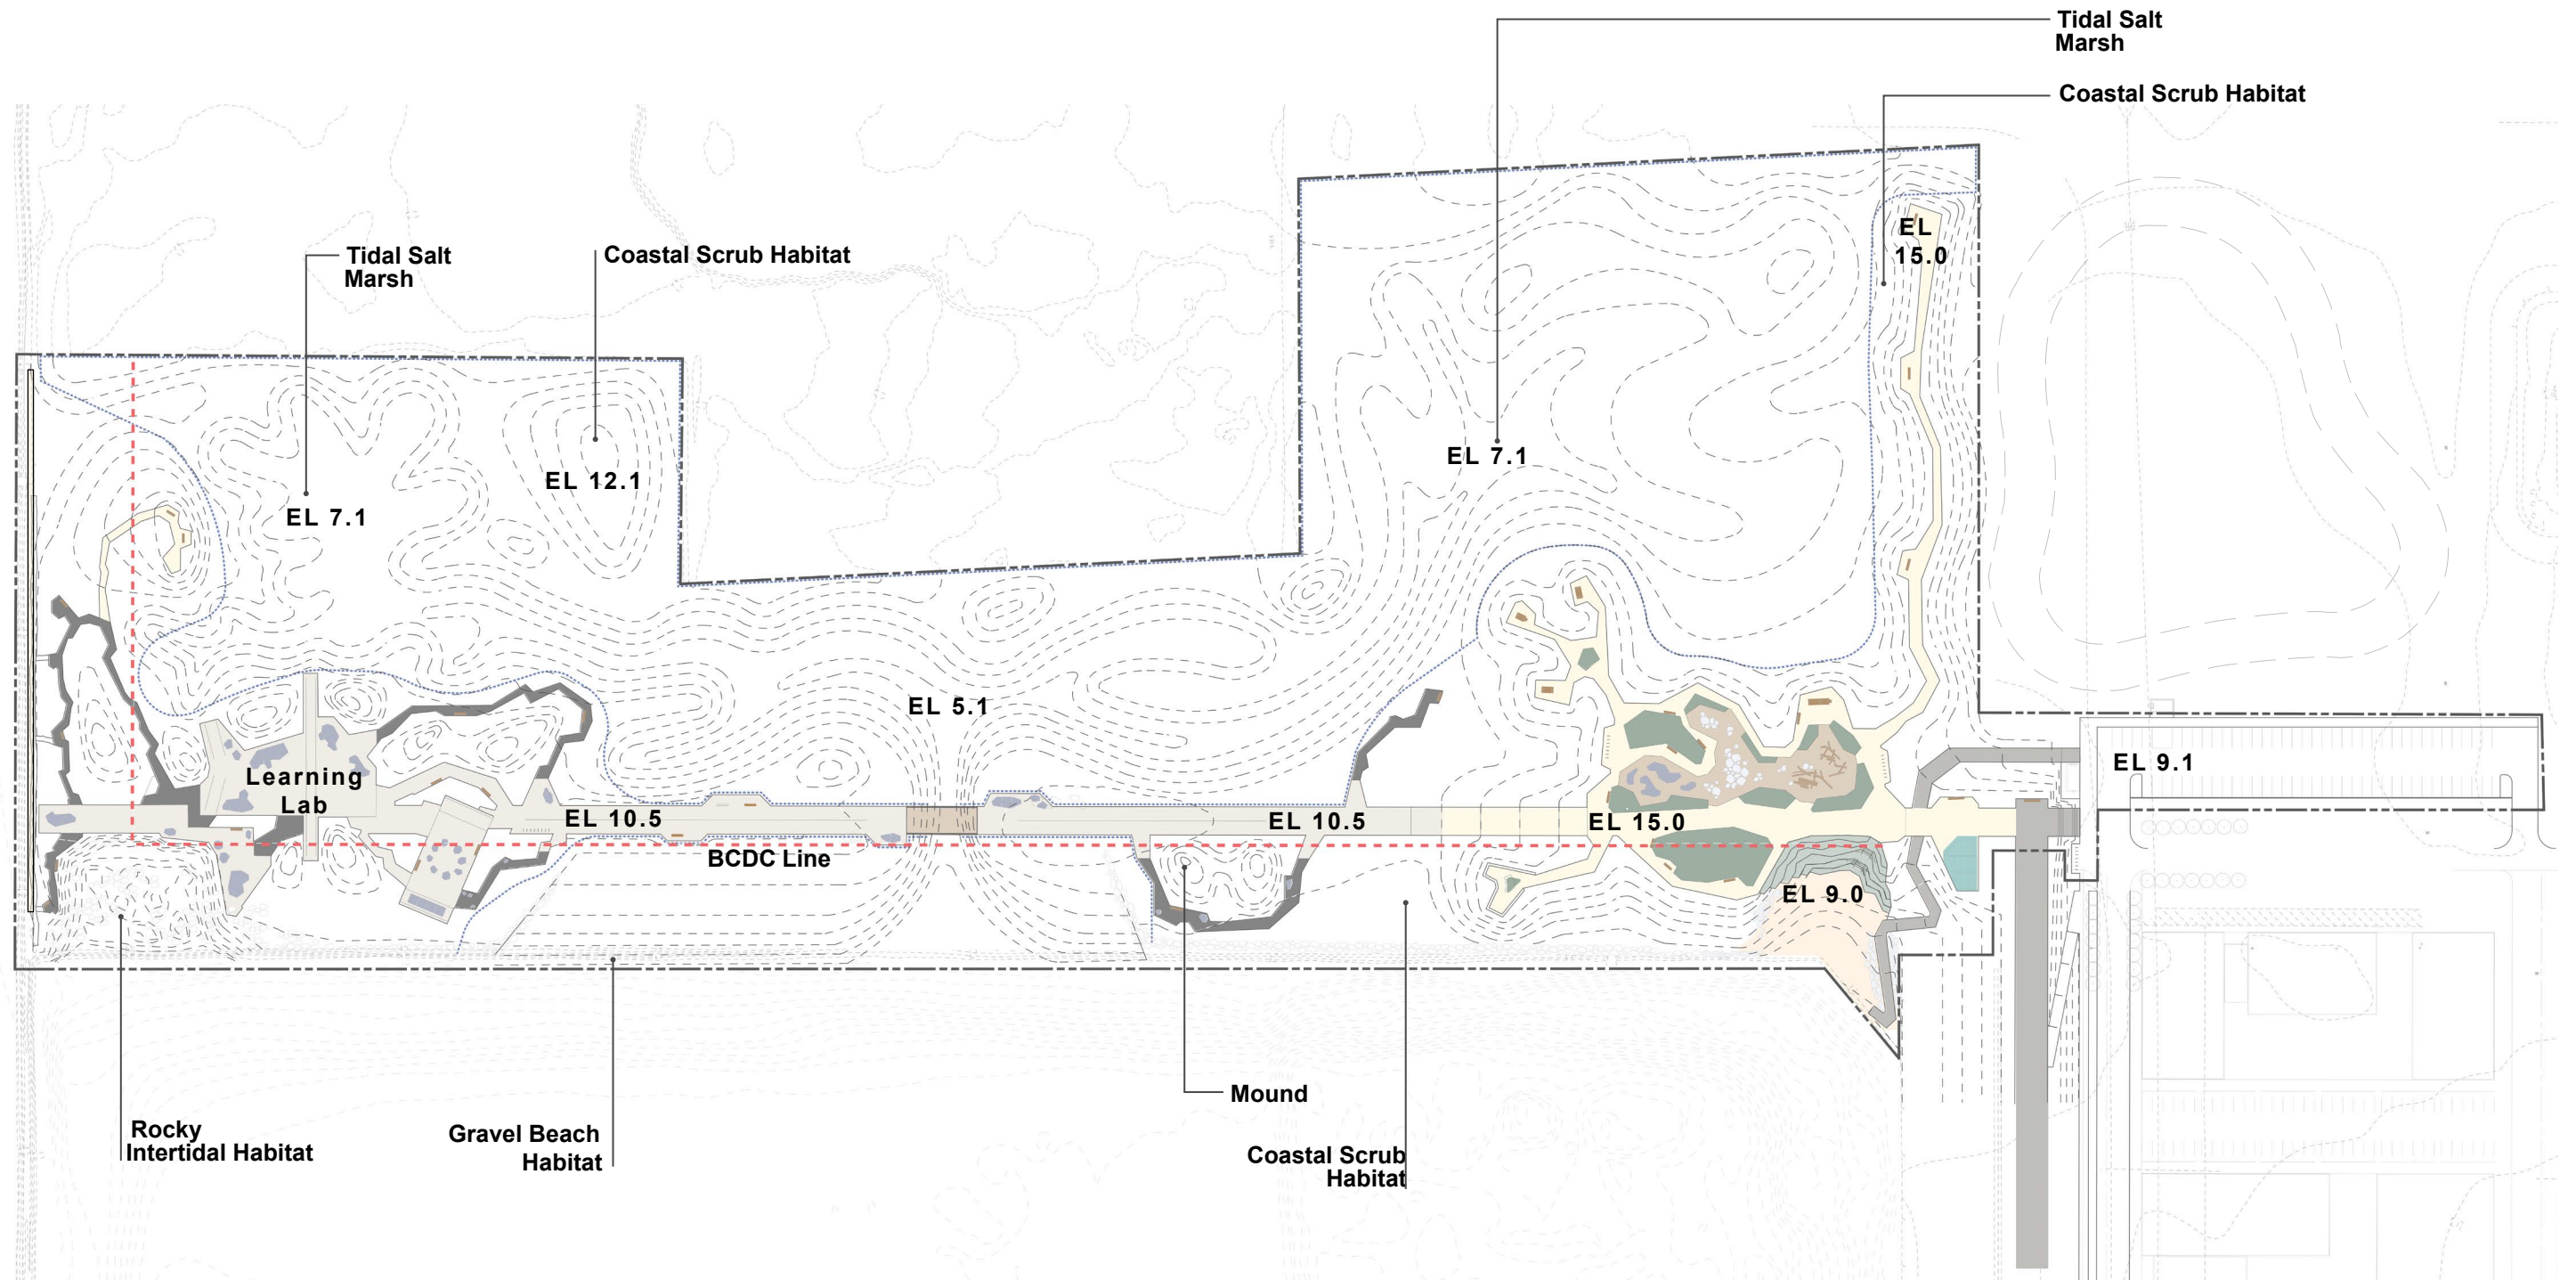 Tidal Salt
Marsh
Coastal Scrub Habitat
EL
15.0
Tidal Salt
Marsh
Coastal Scrub Habitat
EL 7.1
EL 12.1
EL 7.1
EL 5.1
EL 9.1
Learning
Lab
EL 10.5
EL 10.5
EL 15.0
BCDC Line
EL 9.0
Mound
Rocky
Intertidal Habitat
Gravel Beach
Habitat
Coastal Scrub
Habitat